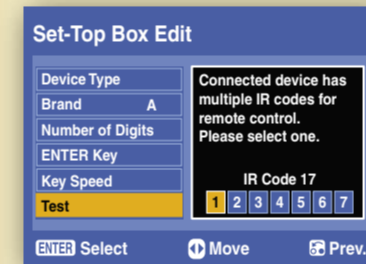 Set-Top Box Edit
Device Type
Brand A
Number of Digits
ENTER Key
Key Speed
Test
Connected device has
multiple IR codes for
remote control.
Please select one.
IR Code 17
1 2 3 4 5 6 7
ENTER Select Move Prev.